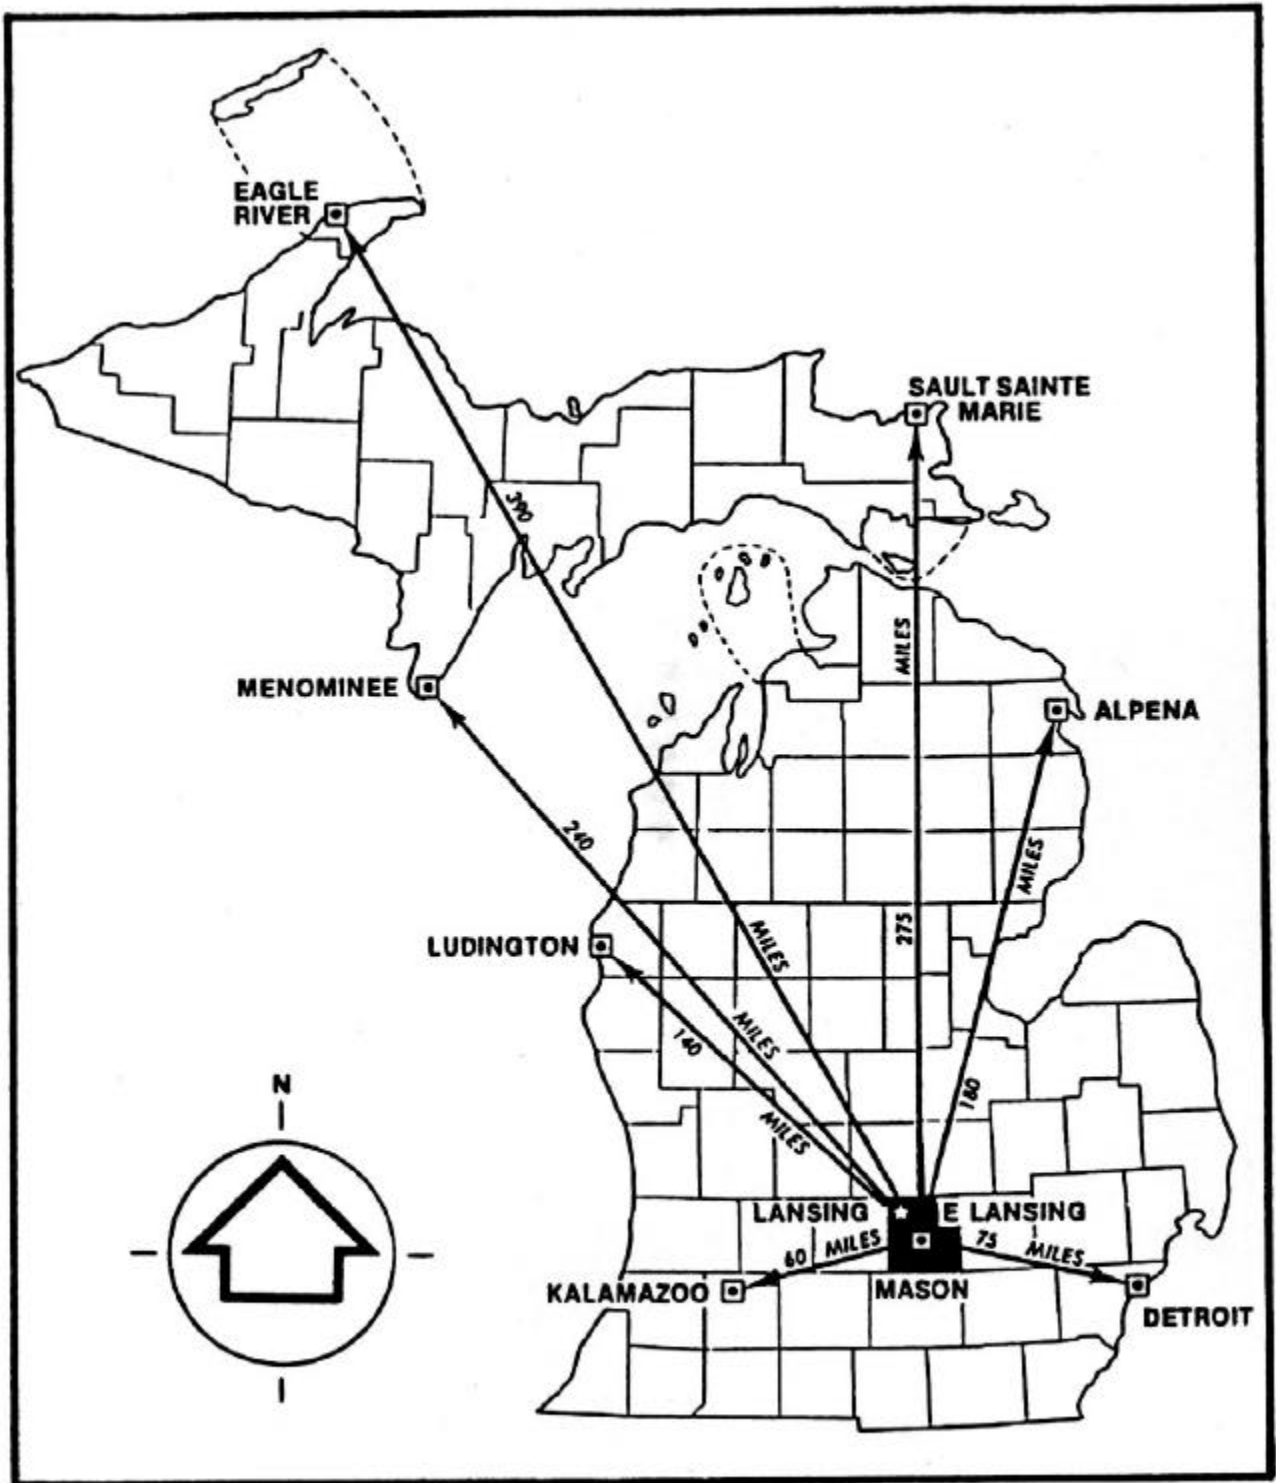 EAGLE
RIVER
SAULT SAINTE
MARIE
390
MILES
MENOMINEE
ALPENA
240
MILES
LUDINGTON
275
MILES
140
MILES
N
180
MILES
LANSING
E LANSING
60 MILES
75 MILES
KALAMAZOO
MASON
DETROIT